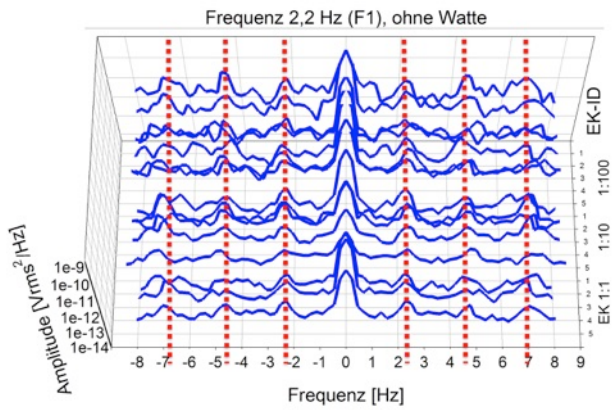 Frequenz 2,2 Hz (F1), ohne Watte
EK-ID
1
2
3
4
5
1:100
1
2
3
4
5
1:10
1
2
3
4
5
EK 1:1
Amplitude [Vrms²/Hz]
1e-9
1e-10
1e-11
1e-12
1e-13
1e-14
-8 -7 -6 -5 -4 -3 -2 -1 0 1 2 3 4 5 6 7 8 9
Frequenz [Hz]